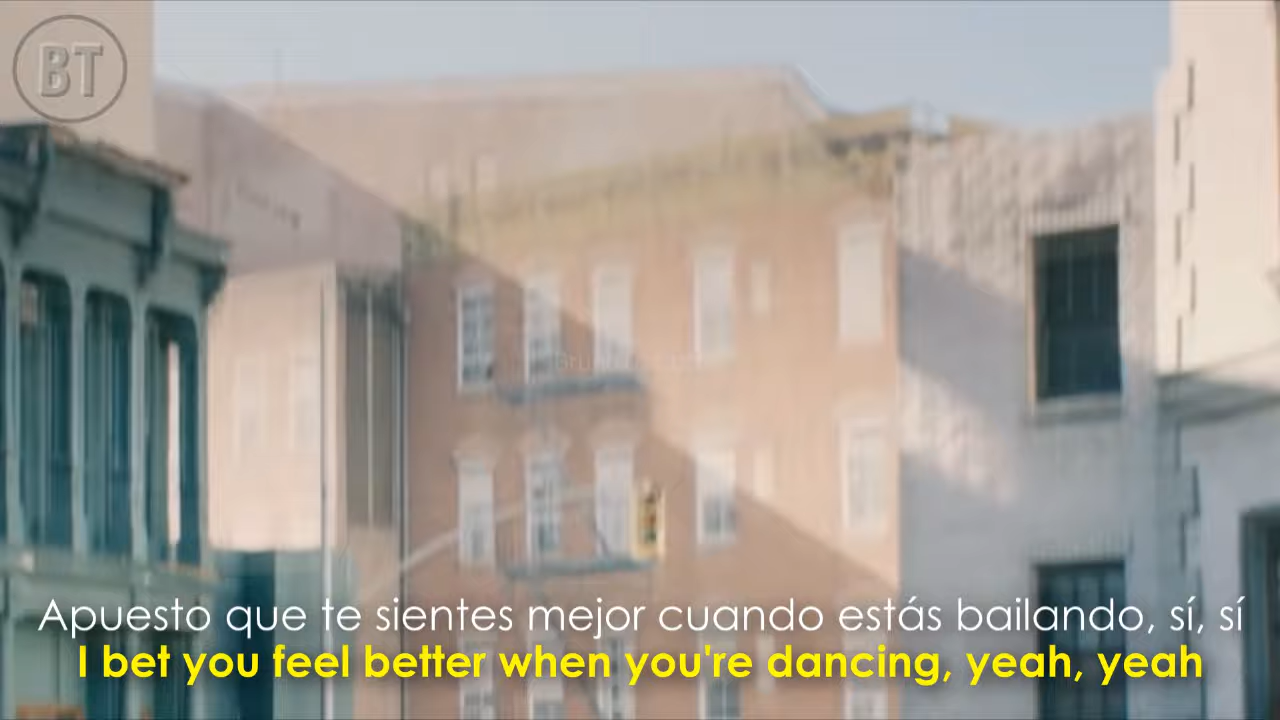 BT
Apuesto que te sientes mejor cuando estás bailando, sí, sí
I bet you feel better when you're dancing, yeah, yeah